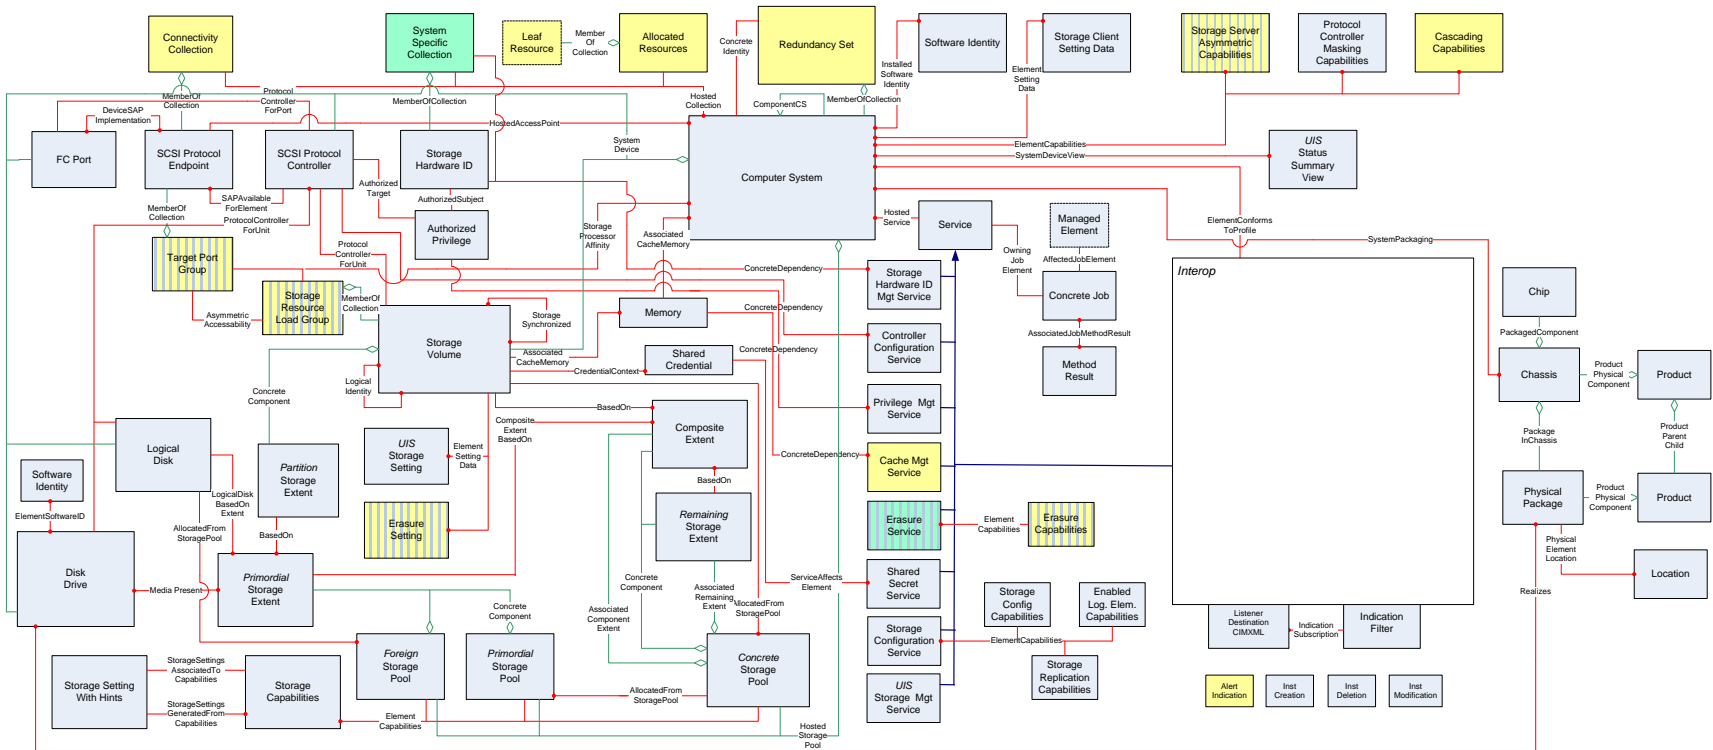 Connectivity
Collection
System
Specific
Collection
Leaf
Resource
Member
Of
Collection
Allocated
Resources
Concrete
Identity
Redundancy Set
Software Identity
Storage Client
Setting Data
Storage Server
Asymmetric
Capabilities
Protocol
Controller
Masking
Capabilities
Cascading
Capabilities
Installed
Software
Identity
Element
Setting
Data
MemberOf
Collection
Protocol
Controller
ForPort
MemberOfCollection
Hosted
Collection
ComponentCS
MemberOfCollection
DeviceSAP
Implementation
HostedAccessPoint
FC Port
SCSI Protocol
Endpoint
SCSI Protocol
Controller
Storage
Hardware ID
System
Device
Computer System
ElementCapabilities
SystemDeviceView
UIS
Status
Summary
View
Authorized
Target
SAPAvailable
ForElement
AuthorizedSubject
MemberOf
Collection
ProtocolController
ForUnit
Authorized
Privilege
Storage
Processor
Affinity
Associated
CacheMemory
Hosted
Service
Service
Owning
Job
Element
Managed
Element
AffectedJobElement
ElementConforms
ToProfile
SystemPackaging
Target Port
Group
Protocol
Controller
ForUnit
ConcreteDependency
Storage
Hardware ID
Mgt Service
Concrete Job
Interop
Chip
Storage
Resource
Load Group
MemberOf
Collection
Asymmetric
Accessability
Storage
Synchronized
Memory
ConcreteDependency
Controller
Configuration
Service
AssociatedJobMethodResult
Method
Result
PackagedComponent
Storage
Volume
Associated
CacheMemory
Shared
Credential
ConcreteDependency
CredentialContext
Chassis
Product
Physical
Component
Product
Concrete
Component
Logical
Identity
BasedOn
Composite
Extent
BasedOn
Composite
Extent
Privilege Mgt
Service
Package
InChassis
Product
Parent
Child
Logical
Disk
Partition
Storage
Extent
UIS
Storage
Setting
Element
Setting
Data
ConcreteDependency
Cache Mgt
Service
Software
Identity
ElementSoftwareID
LogicalDisk
BasedOn
Extent
BasedOn
Physical
Package
Product
Physical
Component
Product
AllocatedFrom
StoragePool
BasedOn
Erasure
Setting
Remaining
Storage
Extent
Erasure
Service
Element
Capabilities
Erasure
Capabilities
Physical
Element
Location
Disk
Drive
Media Present
Primordial
Storage
Extent
Concrete
Component
Concrete
Component
Associated
Component
Extent
Associated
Remaining
Extent
AllocatedFrom
StoragePool
ServiceAffects
Element
Shared
Secret
Service
Storage
Config
Capabilities
Enabled
Log. Elem.
Capabilities
Realizes
Location
Listener
Destination
CIMXML
Indication
Subscription
Indication
Filter
Foreign
Storage
Pool
Primordial
Storage
Pool
Concrete
Storage
Pool
Storage
Configuration
Service
ElementCapabilities
Storage
Replication
Capabilities
Storage Setting
With Hints
StorageSettings
AssociatedTo
Capabilities
StorageSettings
GeneratedFrom
Capabilities
Storage
Capabilities
Element
Capabilities
AllocatedFrom
StoragePool
Hosted
Storage
Pool
UIS
Storage Mgt
Service
Alert
Indication
Inst
Creation
Inst
Deletion
Inst
Modification